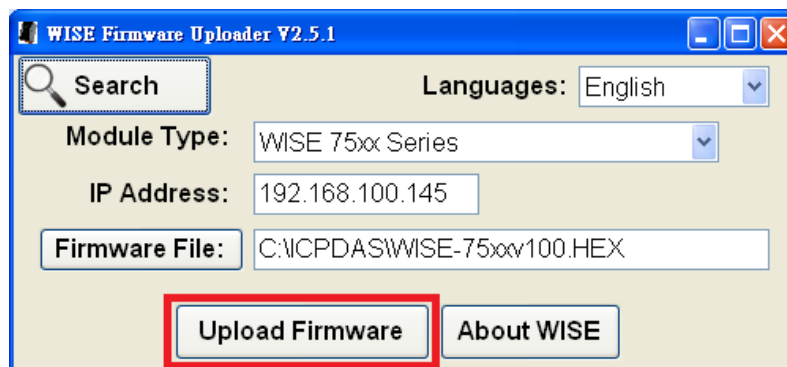 WISE Firmware Uploader V2.5.1
Search Languages: English
Module Type: WISE 75xx Series
IP Address: 192.168.100.145
Firmware File: C:\ICPDAS\WISE-75xxv100.HEX
Upload Firmware About WISE